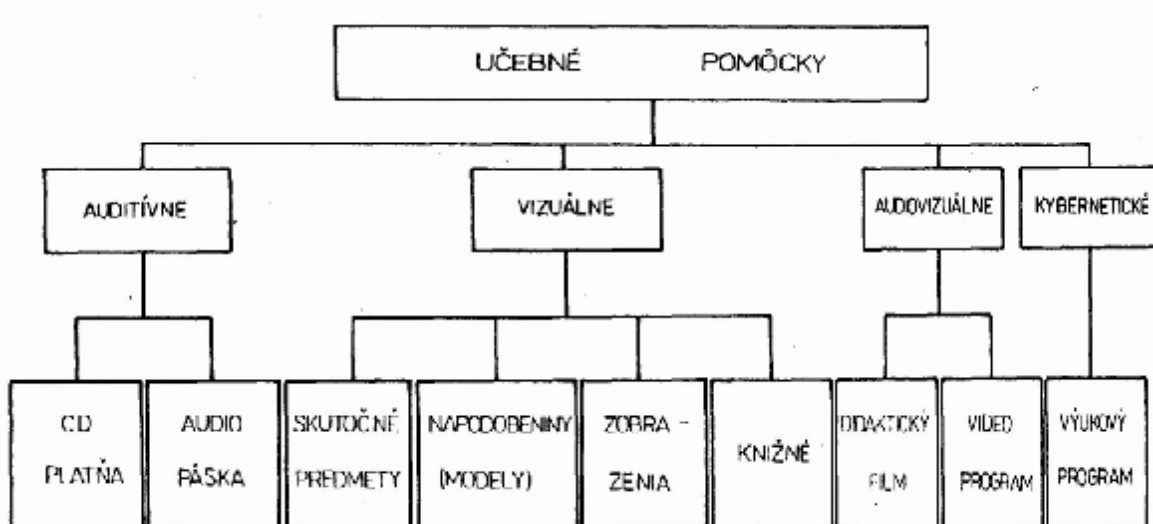 UČEBNÉ POMÔCKY
AUDITÍVNE
VIZUÁLNE
AUDOVIZUÁLNE
KYBERNETICKÉ
CD
PLATŇA
AUDIO
PÁSKA
SKUTOČNÉ
PREDMETY
NAPODOBENINY
(MODELY)
ZOBRA -
ZENIA
KNIŽNÉ
DIDAKTICKÝ
FILM
VIDEO
PROGRAM
VÝUKOVÝ
PROGRAM